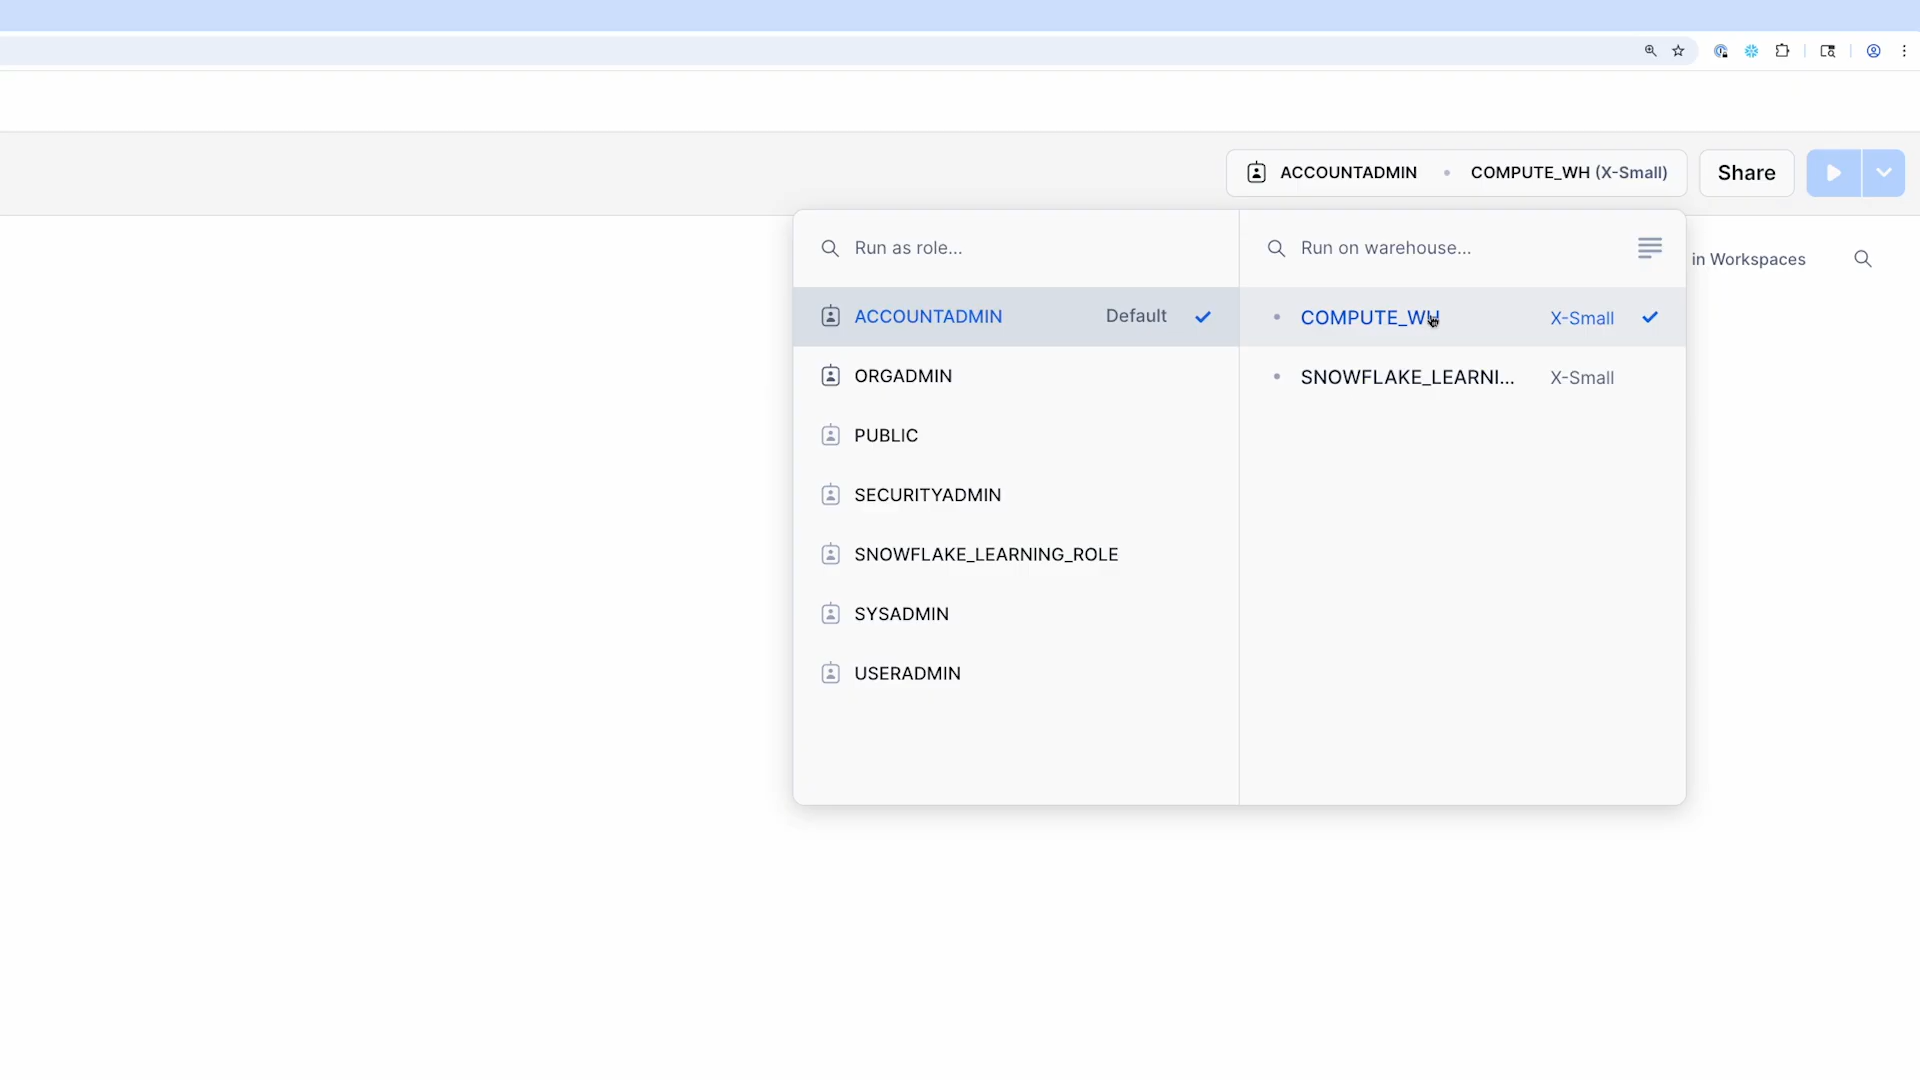 ACCOUNTADMIN • COMPUTE_WH (X-Small)
Share
Run as role...
Run on warehouse...
in Workspaces
ACCOUNTADMIN Default
COMPUTE_WH X-Small
ORGADMIN
SNOWFLAKE_LEARNI... X-Small
PUBLIC
SECURITYADMIN
SNOWFLAKE_LEARNING_ROLE
SYSADMIN
USERADMIN